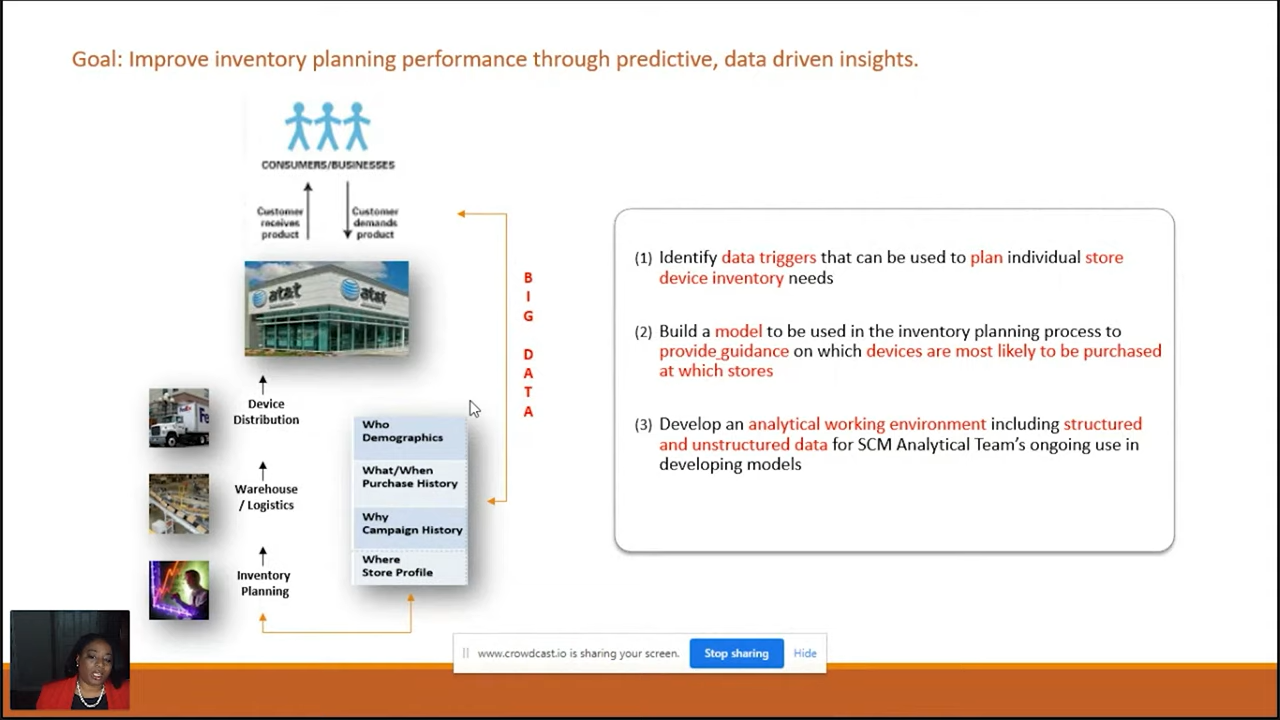 Goal: Improve inventory planning performance through predictive, data driven insights.
CONSUMERS/BUSINESSES
Customer
receives
product
Customer
demands
product
at&t
at&t
Device
Distribution
Fe
Warehouse
/ Logistics
Inventory
Planning
Who
Demographics
What/When
Purchase History
Why
Campaign History
Where
Store Profile
B
I
G
D
A
T
A
(1) Identify data triggers that can be used to plan individual store
device inventory needs
(2) Build a model to be used in the inventory planning process to
provide guidance on which devices are most likely to be purchased
at which stores
(3) Develop an analytical working environment including structured
and unstructured data for SCM Analytical Team's ongoing use in
developing models
www.crowdcast.io is sharing your screen.
Stop sharing
Hide